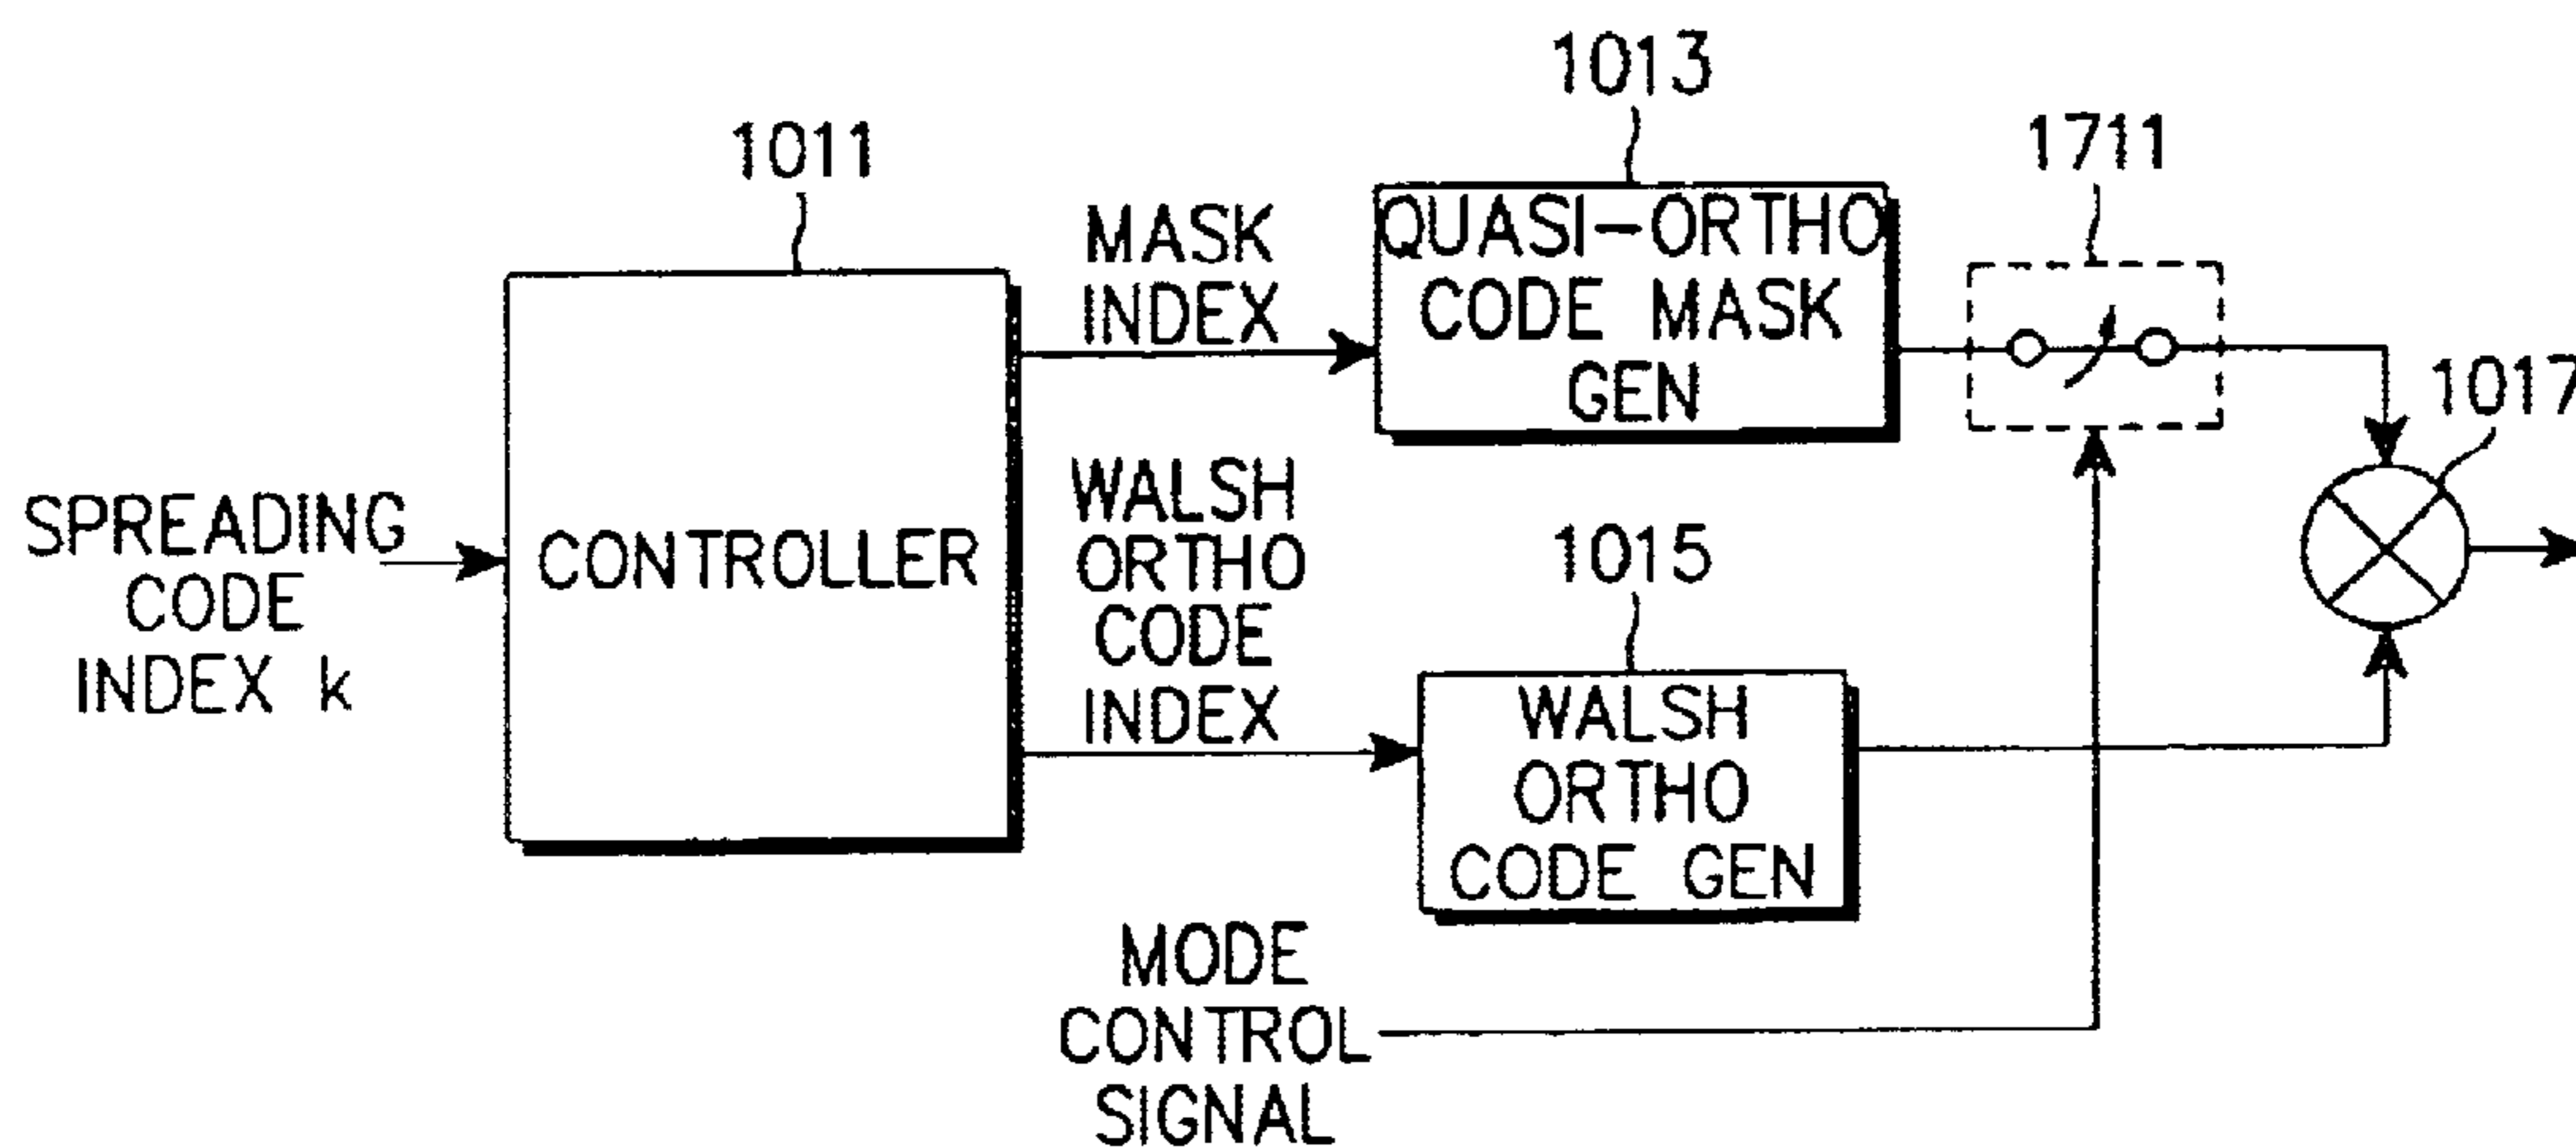 1013
1711
1011
MASK
INDEX
QUASI-ORTHO
CODE MASK
GEN
1017
SPREADING
CODE
INDEX k
CONTROLLER
WALSH
ORTHO
CODE
INDEX
1015
WALSH
ORTHO
CODE GEN
MODE
CONTROL
SIGNAL